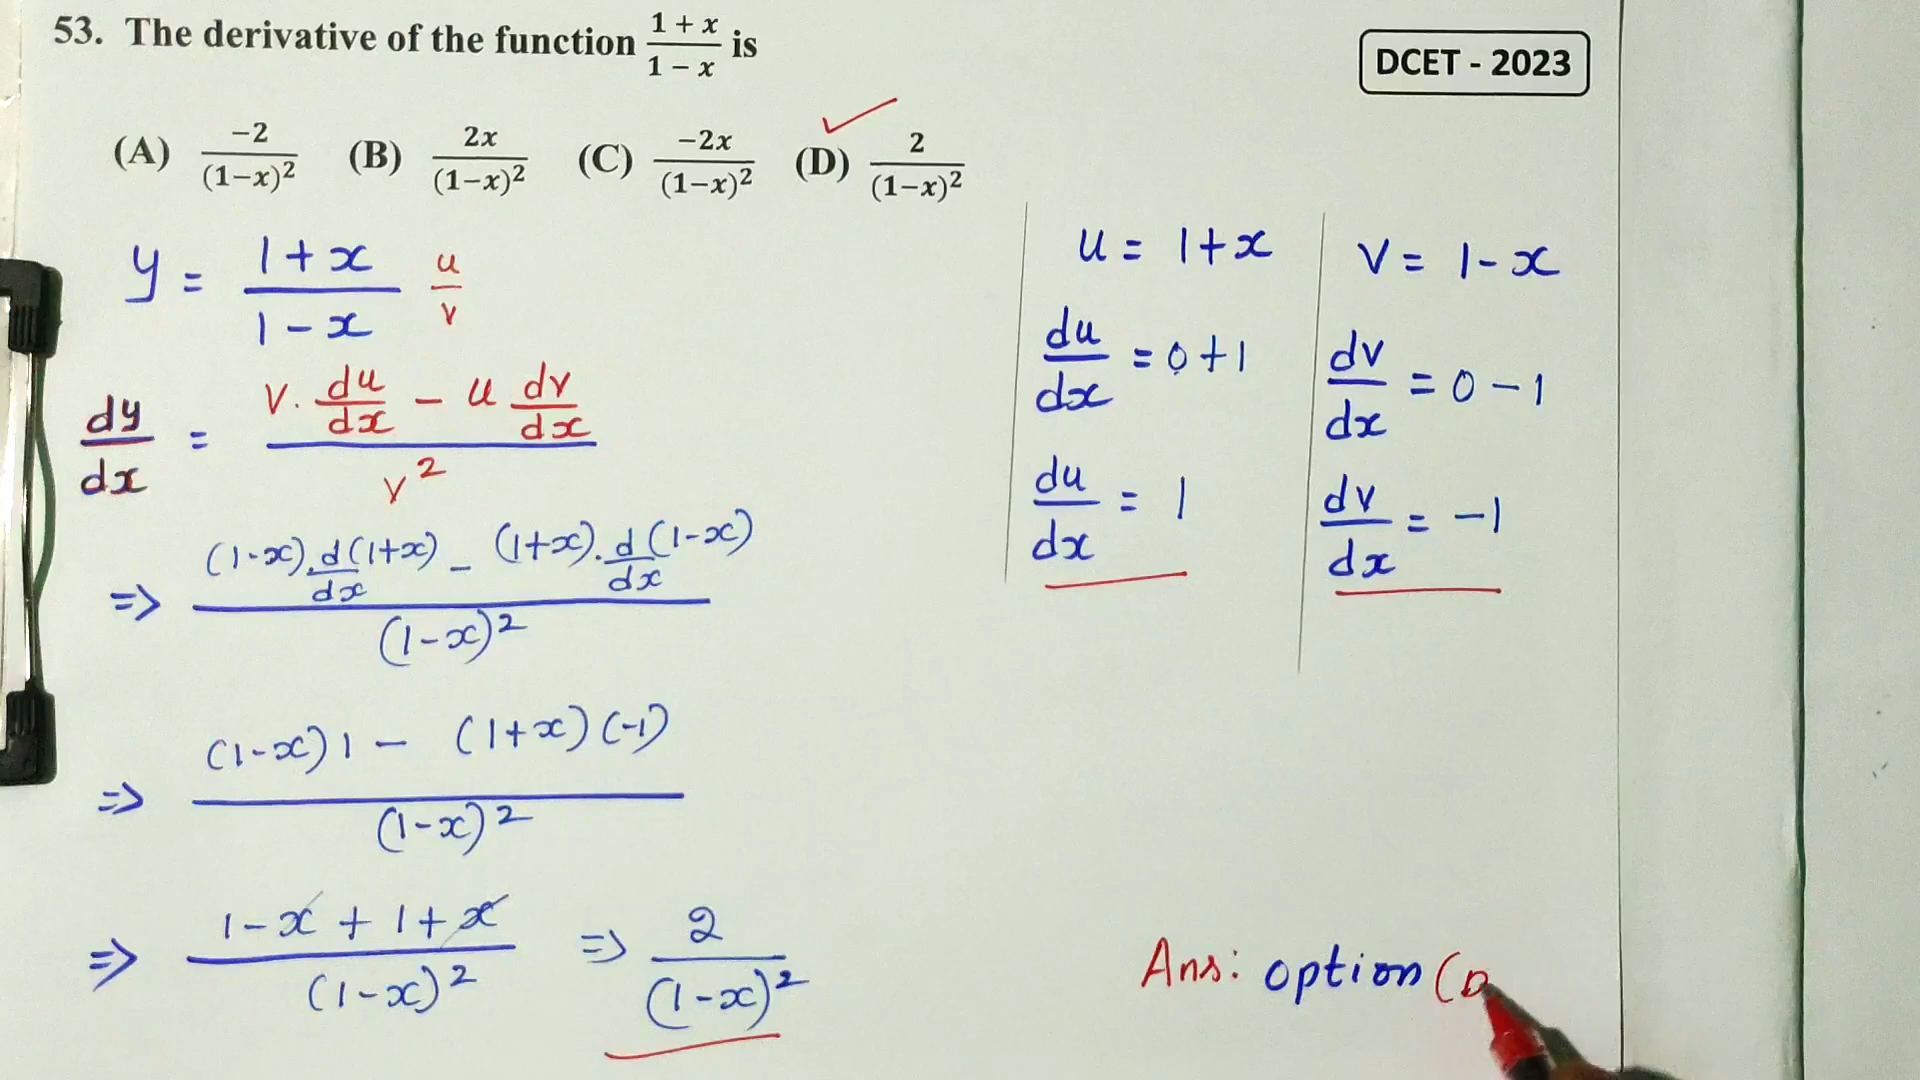 53. The derivative of the function (1 + x)/(1 − x) is
DCET - 2023
(A) −2/(1−x)² (B) 2x/(1−x)² (C) −2x/(1−x)² (D) 2/(1−x)²
y = (1+x)/(1-x) u/v
dy/dx = (v. du/dx - u dv/dx)/v²
=> ((1-x).d/dx(1+x) - (1+x).d/dx(1-x))/(1-x)²
=> ((1-x)1 - (1+x)(-1))/(1-x)²
=> (1-x+1+x)/(1-x)² => 2/(1-x)²
u = 1+x
du/dx = 0+1
du/dx = 1
v = 1-x
dv/dx = 0-1
dv/dx = -1
Ans: option (D